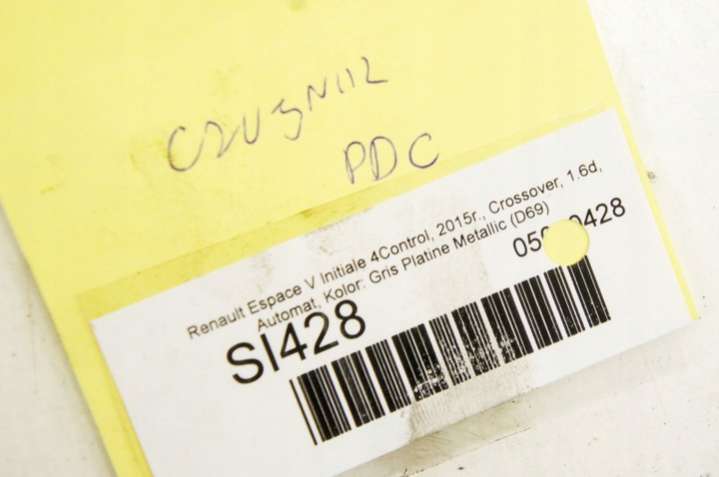 CZUJNIK
PDC
Renault Espace V Initiale 4Control, 2015r., Crossover, 1.6d,
Automat, Kolor: Gris Platine Metallic (D69)
SI428